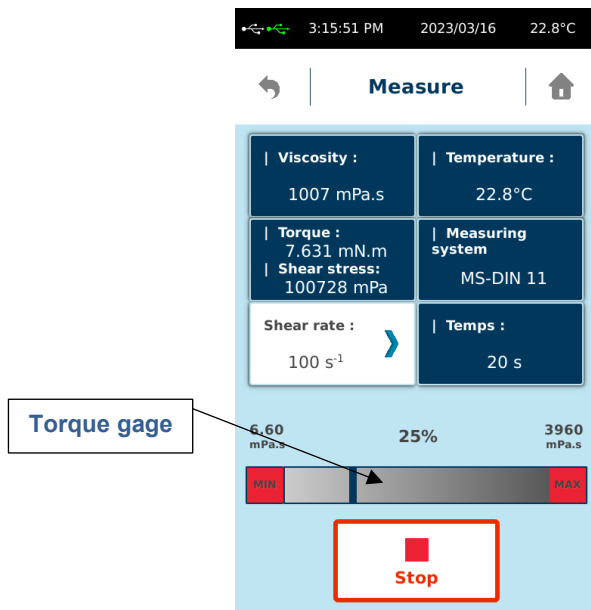 3:15:51 PM 2023/03/16 22.8°C
Measure
| Viscosity :
1007 mPa.s
| Temperature :
22.8°C
| Torque :
7.631 mN.m
| Shear stress:
100728 mPa
| Measuring
system
MS-DIN 11
Shear rate :
100 s⁻¹
| Temps :
20 s
Torque gage
6.60
mPa.s
25%
3960
mPa.s
MIN
MAX
Stop